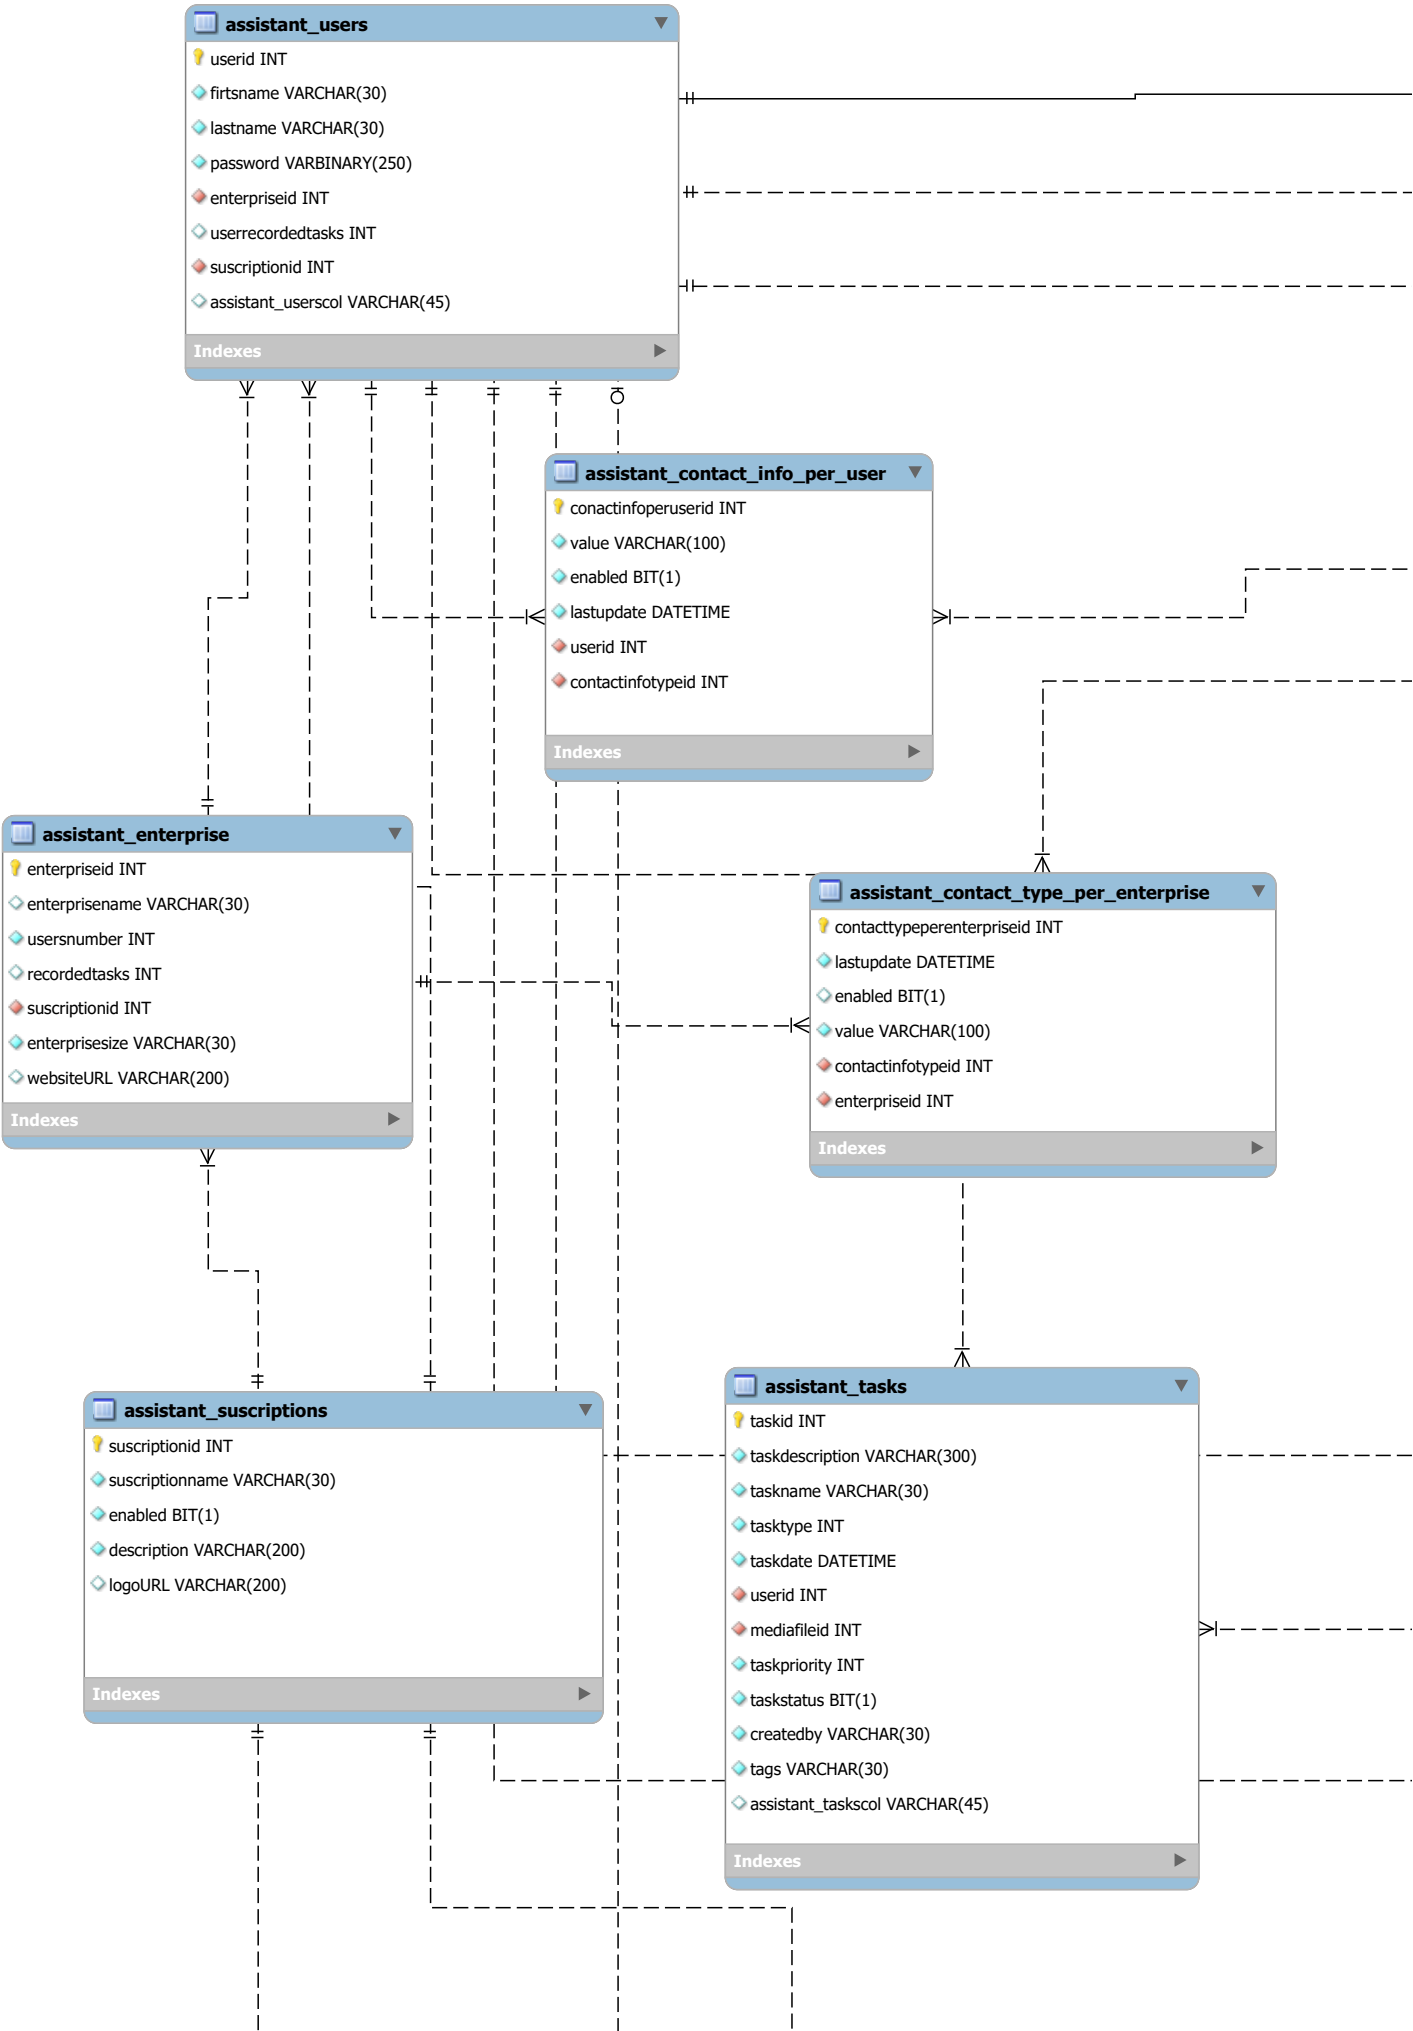 assistant_users
userid INT
firtsname VARCHAR(30)
lastname VARCHAR(30)
password VARBINARY(250)
enterpriseid INT
userrecordedtasks INT
suscriptionid INT
assistant_userscol VARCHAR(45)
Indexes
assistant_contact_info_per_user
conactinfoperuserid INT
value VARCHAR(100)
enabled BIT(1)
lastupdate DATETIME
userid INT
contactinfotypeid INT
Indexes
assistant_enterprise
enterpriseid INT
enterprisename VARCHAR(30)
usersnumber INT
recordedtasks INT
suscriptionid INT
enterprisesize VARCHAR(30)
websiteURL VARCHAR(200)
Indexes
assistant_contact_type_per_enterprise
contacttypeperenterpriseid INT
lastupdate DATETIME
enabled BIT(1)
value VARCHAR(100)
contactinfotypeid INT
enterpriseid INT
Indexes
assistant_suscriptions
suscriptionid INT
suscriptionname VARCHAR(30)
enabled BIT(1)
description VARCHAR(200)
logoURL VARCHAR(200)
Indexes
assistant_tasks
taskid INT
taskdescription VARCHAR(300)
taskname VARCHAR(30)
tasktype INT
taskdate DATETIME
userid INT
mediafileid INT
taskpriority INT
taskstatus BIT(1)
createdby VARCHAR(30)
tags VARCHAR(30)
assistant_taskscol VARCHAR(45)
Indexes